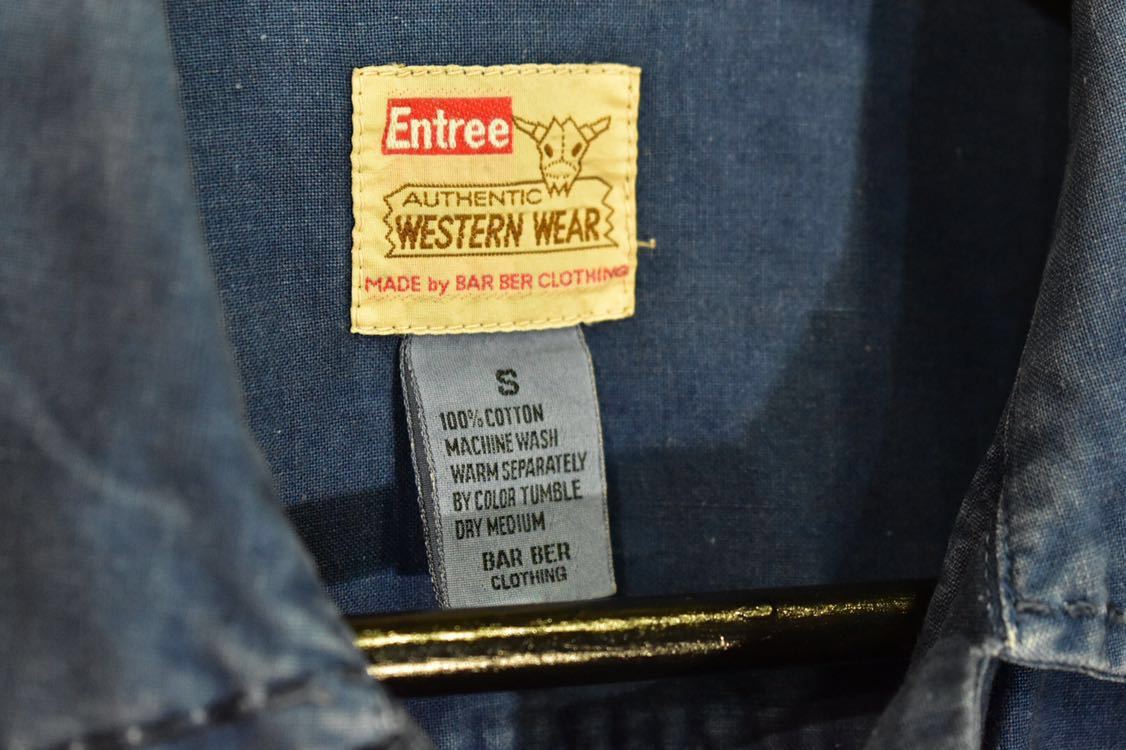 Entree
AUTHENTIC
WESTERN WEAR
MADE by BAR BER CLOTHING
S
100% COTTON
MACHINE WASH
WARM SEPARATELY
BY COLOR TUMBLE
DRY MEDIUM
BAR BER
CLOTHING